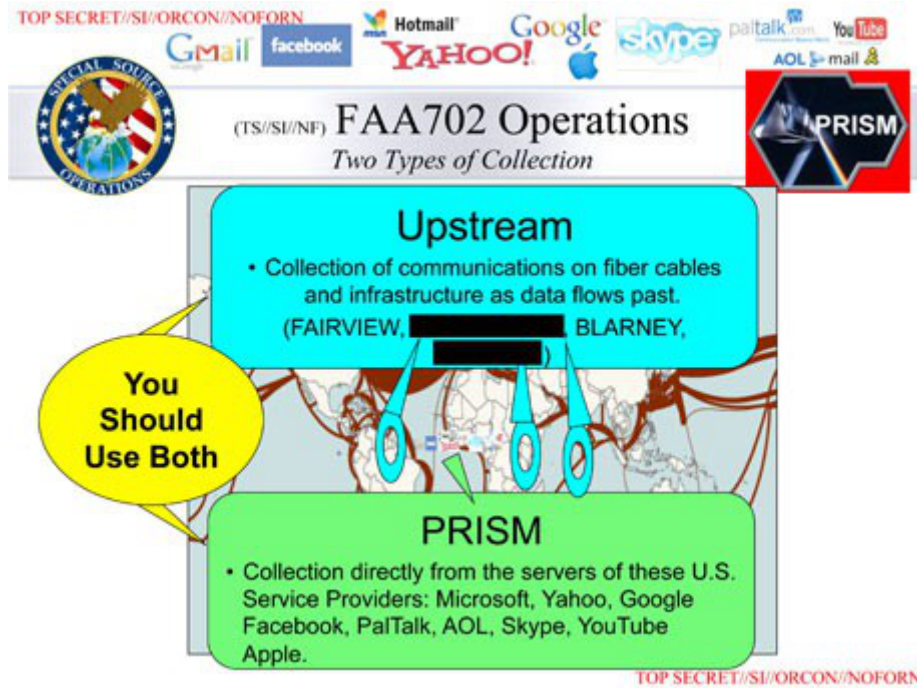 TOP SECRET//SI//ORCON//NOFORN
GMail facebook msn Hotmail YAHOO! Google skype paltalk.com YouTube
AOL mail
SPECIAL SOURCE OPERATIONS
(TS//SI//NF) FAA702 Operations
Two Types of Collection
PRISM
Upstream
• Collection of communications on fiber cables
and infrastructure as data flows past.
(FAIRVIEW, , BLARNEY,
)
You
Should
Use Both
PRISM
• Collection directly from the servers of these U.S.
Service Providers: Microsoft, Yahoo, Google
Facebook, PalTalk, AOL, Skype, YouTube
Apple.
TOP SECRET//SI//ORCON//NOFORN